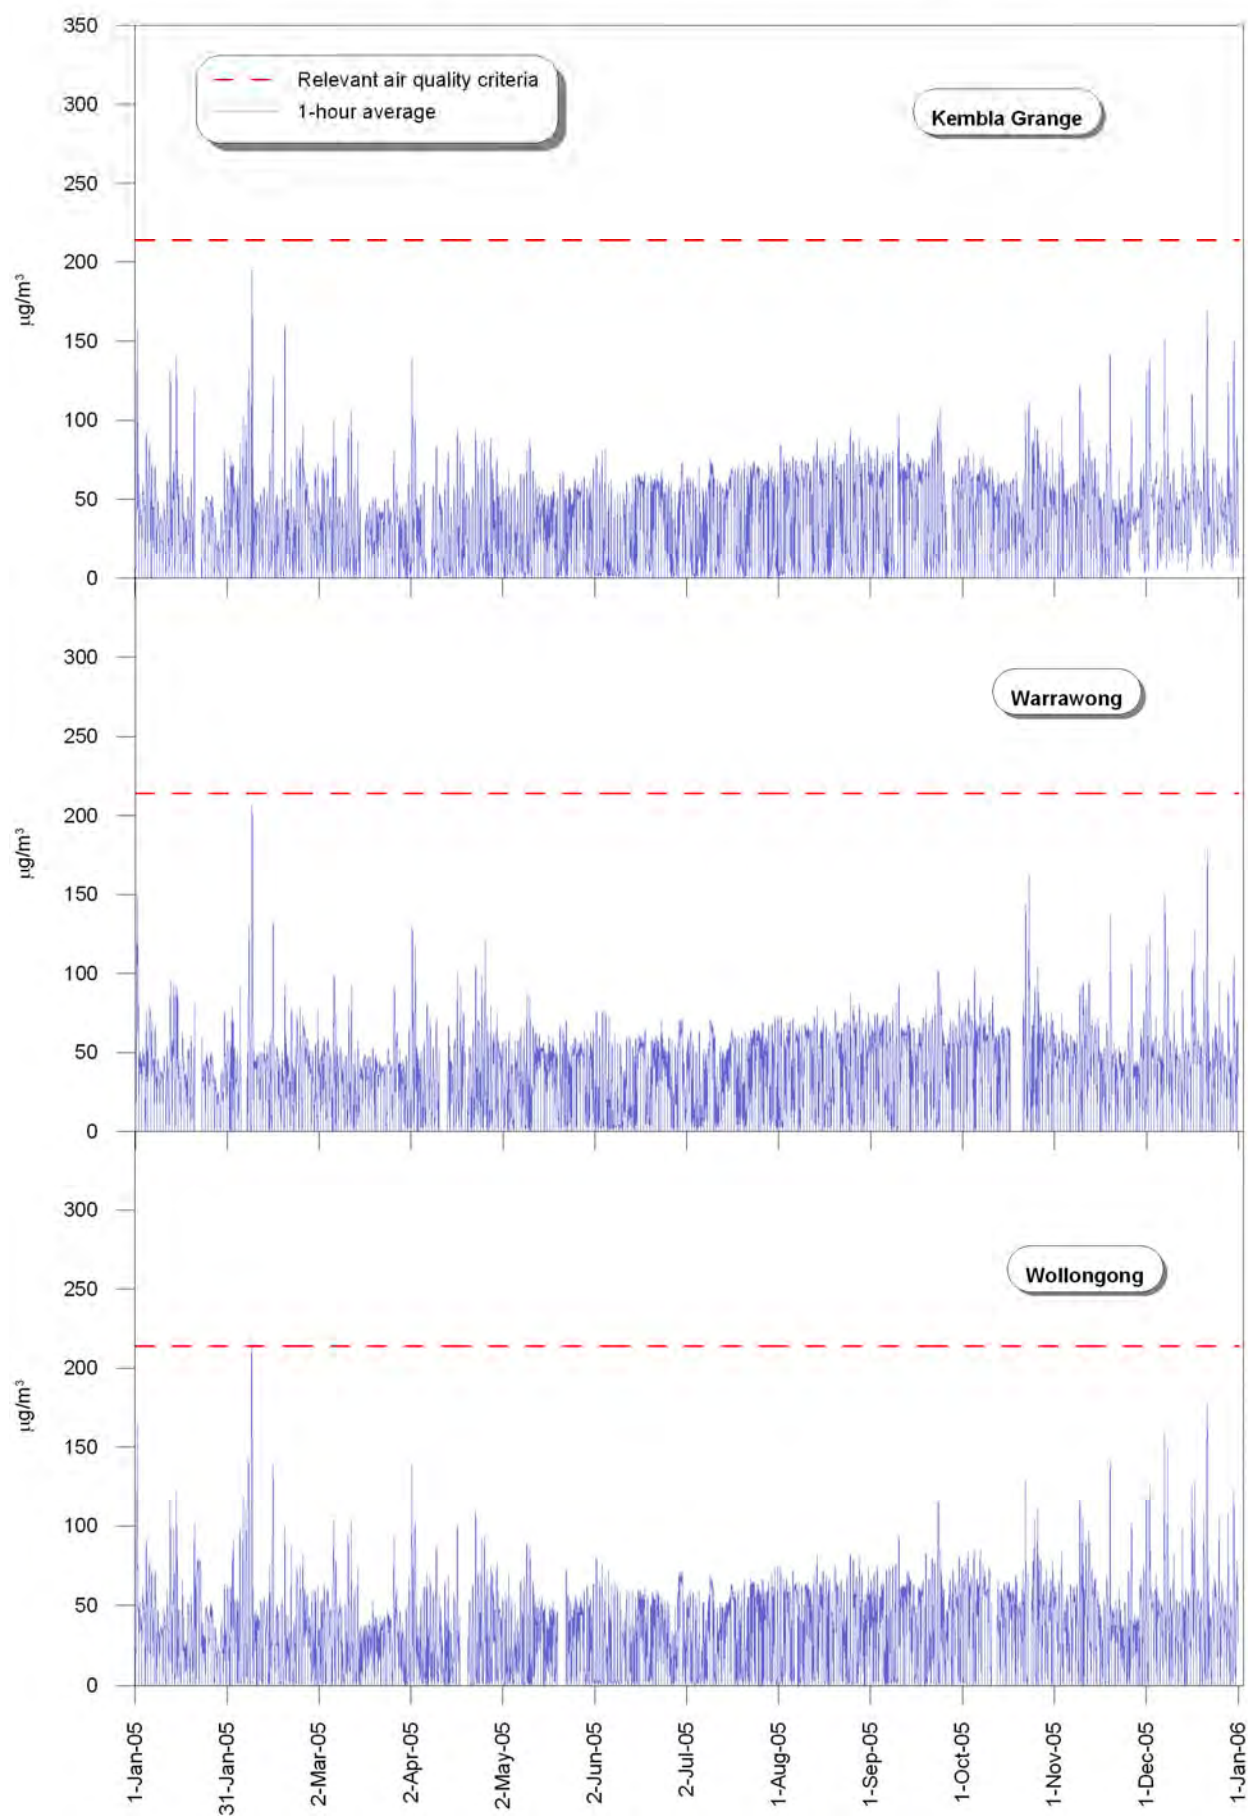 350
300
250
200
150
100
50
0
µg/m³
Relevant air quality criteria
1-hour average
Kembla Grange
300
250
200
150
100
50
0
µg/m³
Warrawong
300
250
200
150
100
50
0
µg/m³
Wollongong
1-Jan-05
31-Jan-05
2-Mar-05
2-Apr-05
2-May-05
2-Jun-05
2-Jul-05
1-Aug-05
1-Sep-05
1-Oct-05
1-Nov-05
1-Dec-05
1-Jan-06